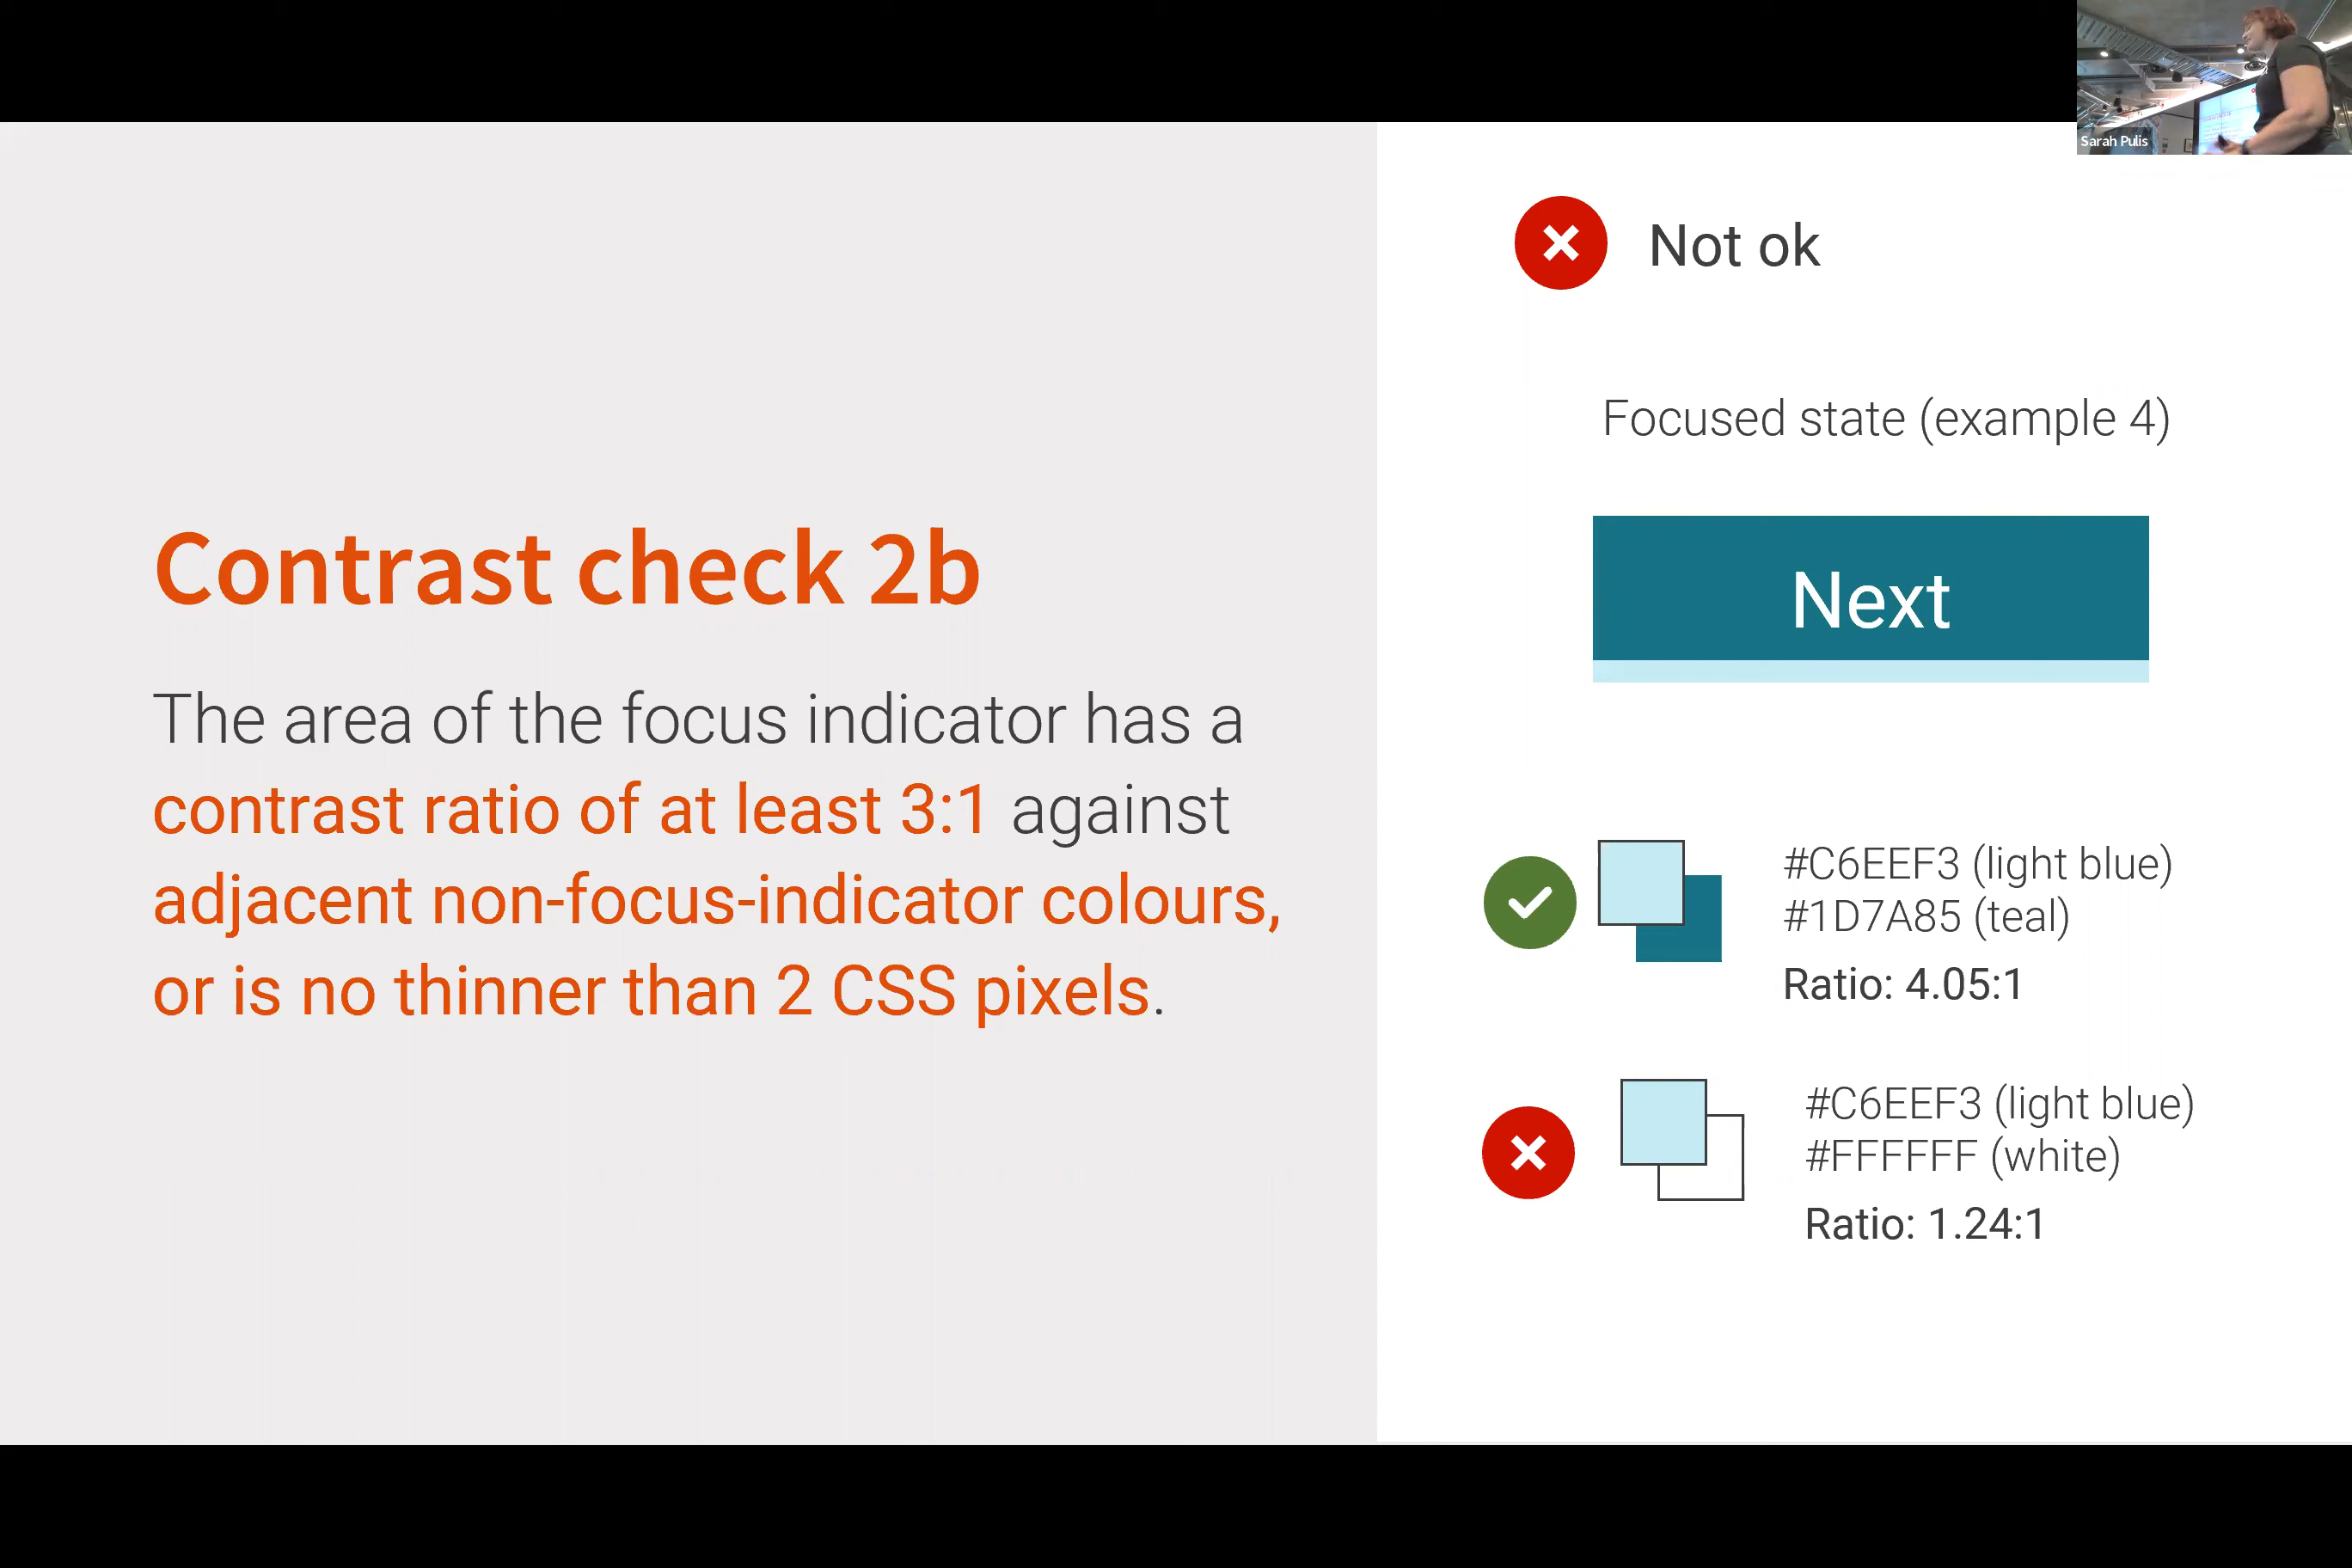 Sarah Pulis
Contrast check 2b
The area of the focus indicator has a
contrast ratio of at least 3:1 against
adjacent non-focus-indicator colours,
or is no thinner than 2 CSS pixels.
Not ok
Focused state (example 4)
Next
#C6EEF3 (light blue)
#1D7A85 (teal)
Ratio: 4.05:1
#C6EEF3 (light blue)
#FFFFFF (white)
Ratio: 1.24:1